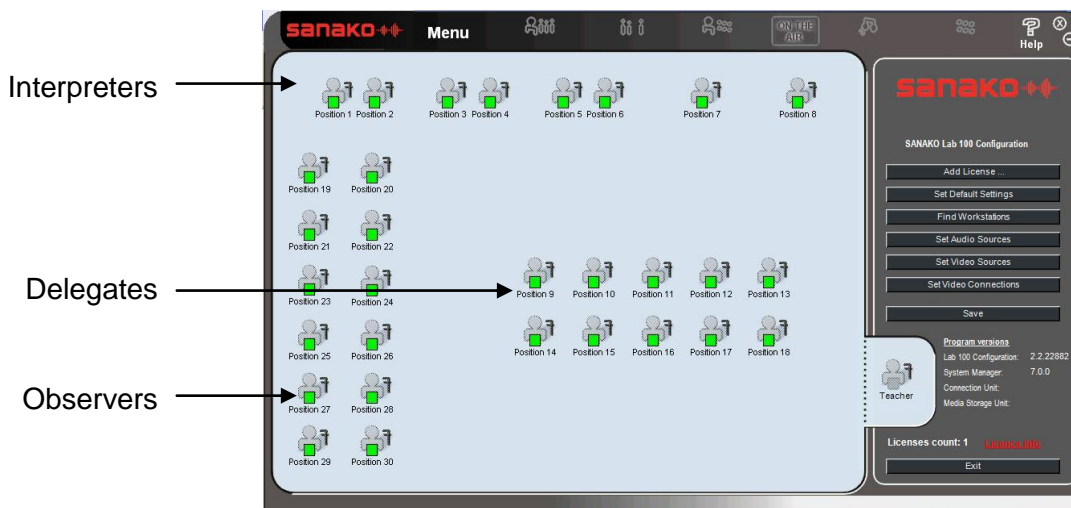 sanako
Menu
ON THE
AIR
Help
Interpreters
Position 1 Position 2 Position 3 Position 4 Position 5 Position 6 Position 7 Position 8
Position 19 Position 20
Position 21 Position 22
Delegates
Position 23 Position 24
Position 9 Position 10 Position 11 Position 12 Position 13
Position 25 Position 26
Position 14 Position 15 Position 16 Position 17 Position 18
Observers
Position 27 Position 28
Position 29 Position 30
Teacher
sanako
SANAKO Lab 100 Configuration
Add License ...
Set Default Settings
Find Workstations
Set Audio Sources
Set Video Sources
Set Video Connections
Save
Program versions
Lab 100 Configuration: 2.2.22882
System Manager: 7.0.0
Connection Unit:
Media Storage Unit:
Licenses count: 1 Licence info
Exit